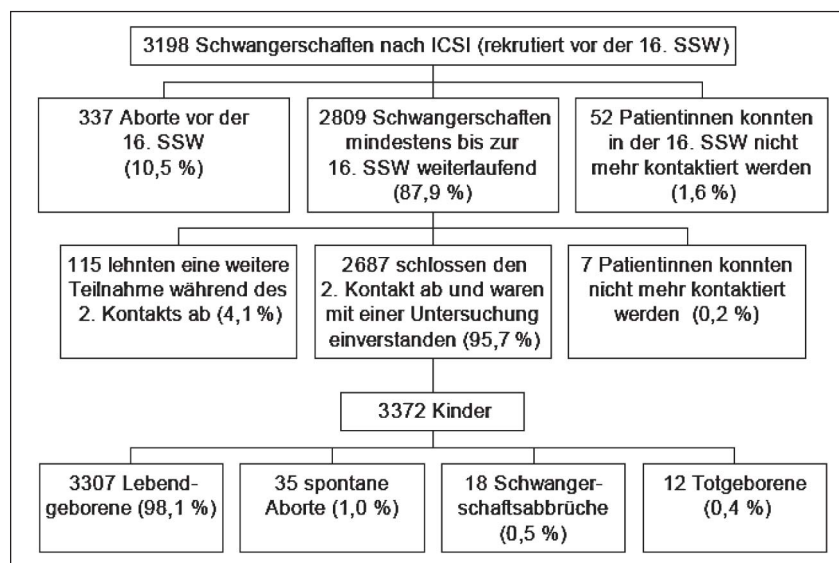 3198 Schwangerschaften nach ICSI (rekrutiert vor der 16. SSW)
337 Aborte vor der
16. SSW
(10,5 %)
2809 Schwangerschaften
mindestens bis zur
16. SSW weiterlaufend
(87,9 %)
52 Patientinnen konnten
in der 16. SSW nicht
mehr kontaktiert werden
(1,6 %)
115 lehnten eine weitere
Teilnahme während des
2. Kontakts ab (4,1 %)
2687 schlossen den
2. Kontakt ab und waren
mit einer Untersuchung
einverstanden (95,7 %)
7 Patientinnen konnten
nicht mehr kontaktiert
werden (0,2 %)
3372 Kinder
3307 Lebend-
geborene (98,1 %)
35 spontane
Aborte (1,0 %)
18 Schwanger-
schaftsabbrüche
(0,5 %)
12 Totgeborene
(0,4 %)